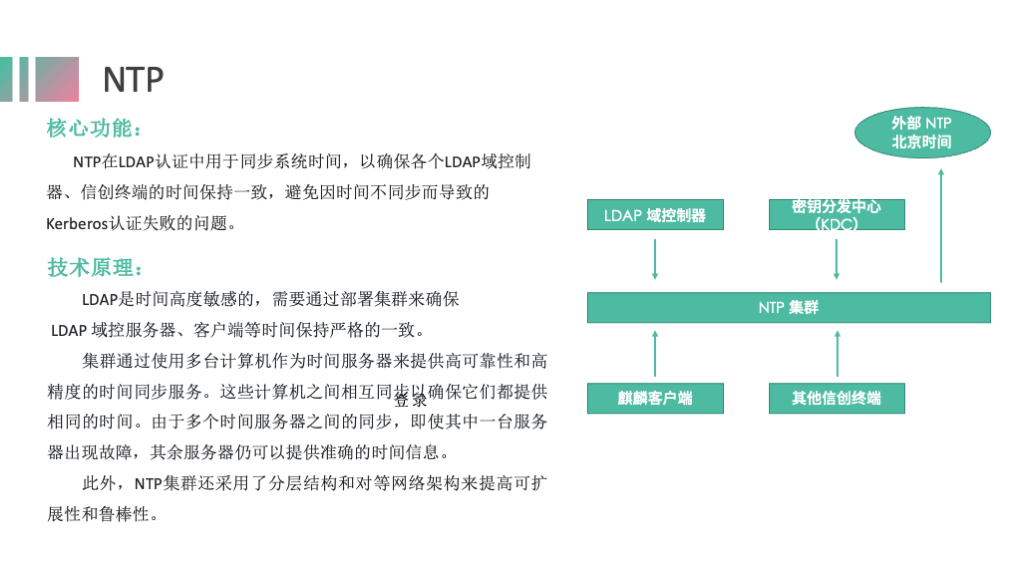 NTP
核心功能：
NTP在LDAP认证中用于同步系统时间，以确保各个LDAP域控制
器、信创终端的时间保持一致，避免因时间不同步而导致的
Kerberos认证失败的问题。
技术原理：
LDAP是时间高度敏感的，需要通过部署集群来确保
LDAP 域控服务器、客户端等时间保持严格的一致。
集群通过使用多台计算机作为时间服务器来提供高可靠性和高
精度的时间同步服务。这些计算机之间相互同步以确保它们都提供
登录
相同的时间。由于多个时间服务器之间的同步，即使其中一台服务
器出现故障，其余服务器仍可以提供准确的时间信息。
此外，NTP集群还采用了分层结构和对等网络架构来提高可扩
展性和鲁棒性。
外部 NTP
北京时间
LDAP 域控制器
密钥分发中心
（KDC）
NTP 集群
麒麟客户端
其他信创终端